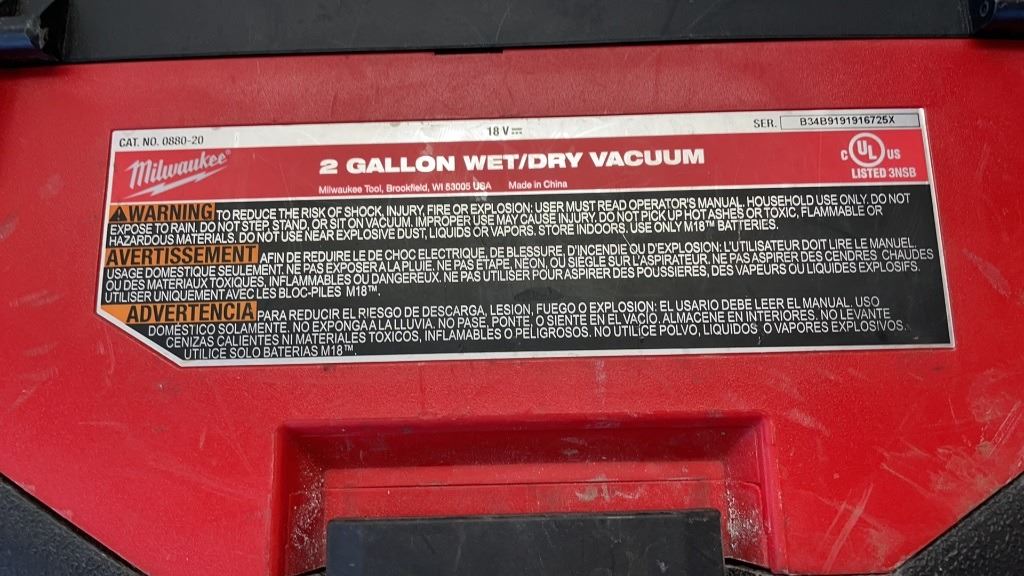 CAT. NO. 0880-20 18 V SER. B34B9191916725X
Milwaukee®
2 GALLON WET/DRY VACUUM
C UL US
LISTED 3NSB
Milwaukee Tool, Brookfield, WI 53005 USA Made in China
WARNING TO REDUCE THE RISK OF SHOCK, INJURY, FIRE OR EXPLOSION: USER MUST READ OPERATOR'S MANUAL. HOUSEHOLD USE ONLY. DO NOT
EXPOSE TO RAIN. DO NOT STEP, STAND, OR SIT ON VACUUM. IMPROPER USE MAY CAUSE INJURY. DO NOT PICK UP HOT ASHES OR TOXIC, FLAMMABLE OR
HAZARDOUS MATERIALS. DO NOT USE NEAR EXPLOSIVE DUST, LIQUIDS OR VAPORS. STORE INDOORS. USE ONLY M18™ BATTERIES.
AVERTISSEMENT AFIN DE REDUIRE LE DE CHOC ELECTRIQUE, DE BLESSURE, D'INCENDIE OU D'EXPLOSION: L'UTILISATEUR DOIT LIRE LE MANUEL.
USAGE DOMESTIQUE SEULEMENT. NE PAS EXPOSER A LA PLUIE. NE PAS ETAPE, NEON, OU SIEGLE SUR L'ASPIRATEUR. NE PAS ASPIRER DES CENDRES CHAUDES
OU DES MATERIAUX TOXIQUES, INFLAMMABLES OU DANGEREUX. NE PAS UTILISER POUR ASPIRER DES POUSSIERES, DES VAPEURS OU LIQUIDES EXPLOSIFS.
UTILISER UNIQUEMENT AVEC LES BLOC-PILES M18™.
ADVERTENCIA PARA REDUCIR EL RIESGO DE DESCARGA, LESION, FUEGO O EXPLOSION: EL USARIO DEBE LEER EL MANUAL. USO
DOMÉSTICO SOLAMENTE. NO EXPONGA A LA LLUVIA. NO PASE, PONTE, O SIENTE EN EL VACÍO. ALMACENE EN INTERIORES. NO LEVANTE
CENIZAS CALIENTES NI MATERIALES TOXICOS, INFLAMABLES O PELIGROSOS. NO UTILICE POLVO, LIQUIDOS O VAPORES EXPLOSIVOS.
UTILICE SOLO BATERIAS M18™.